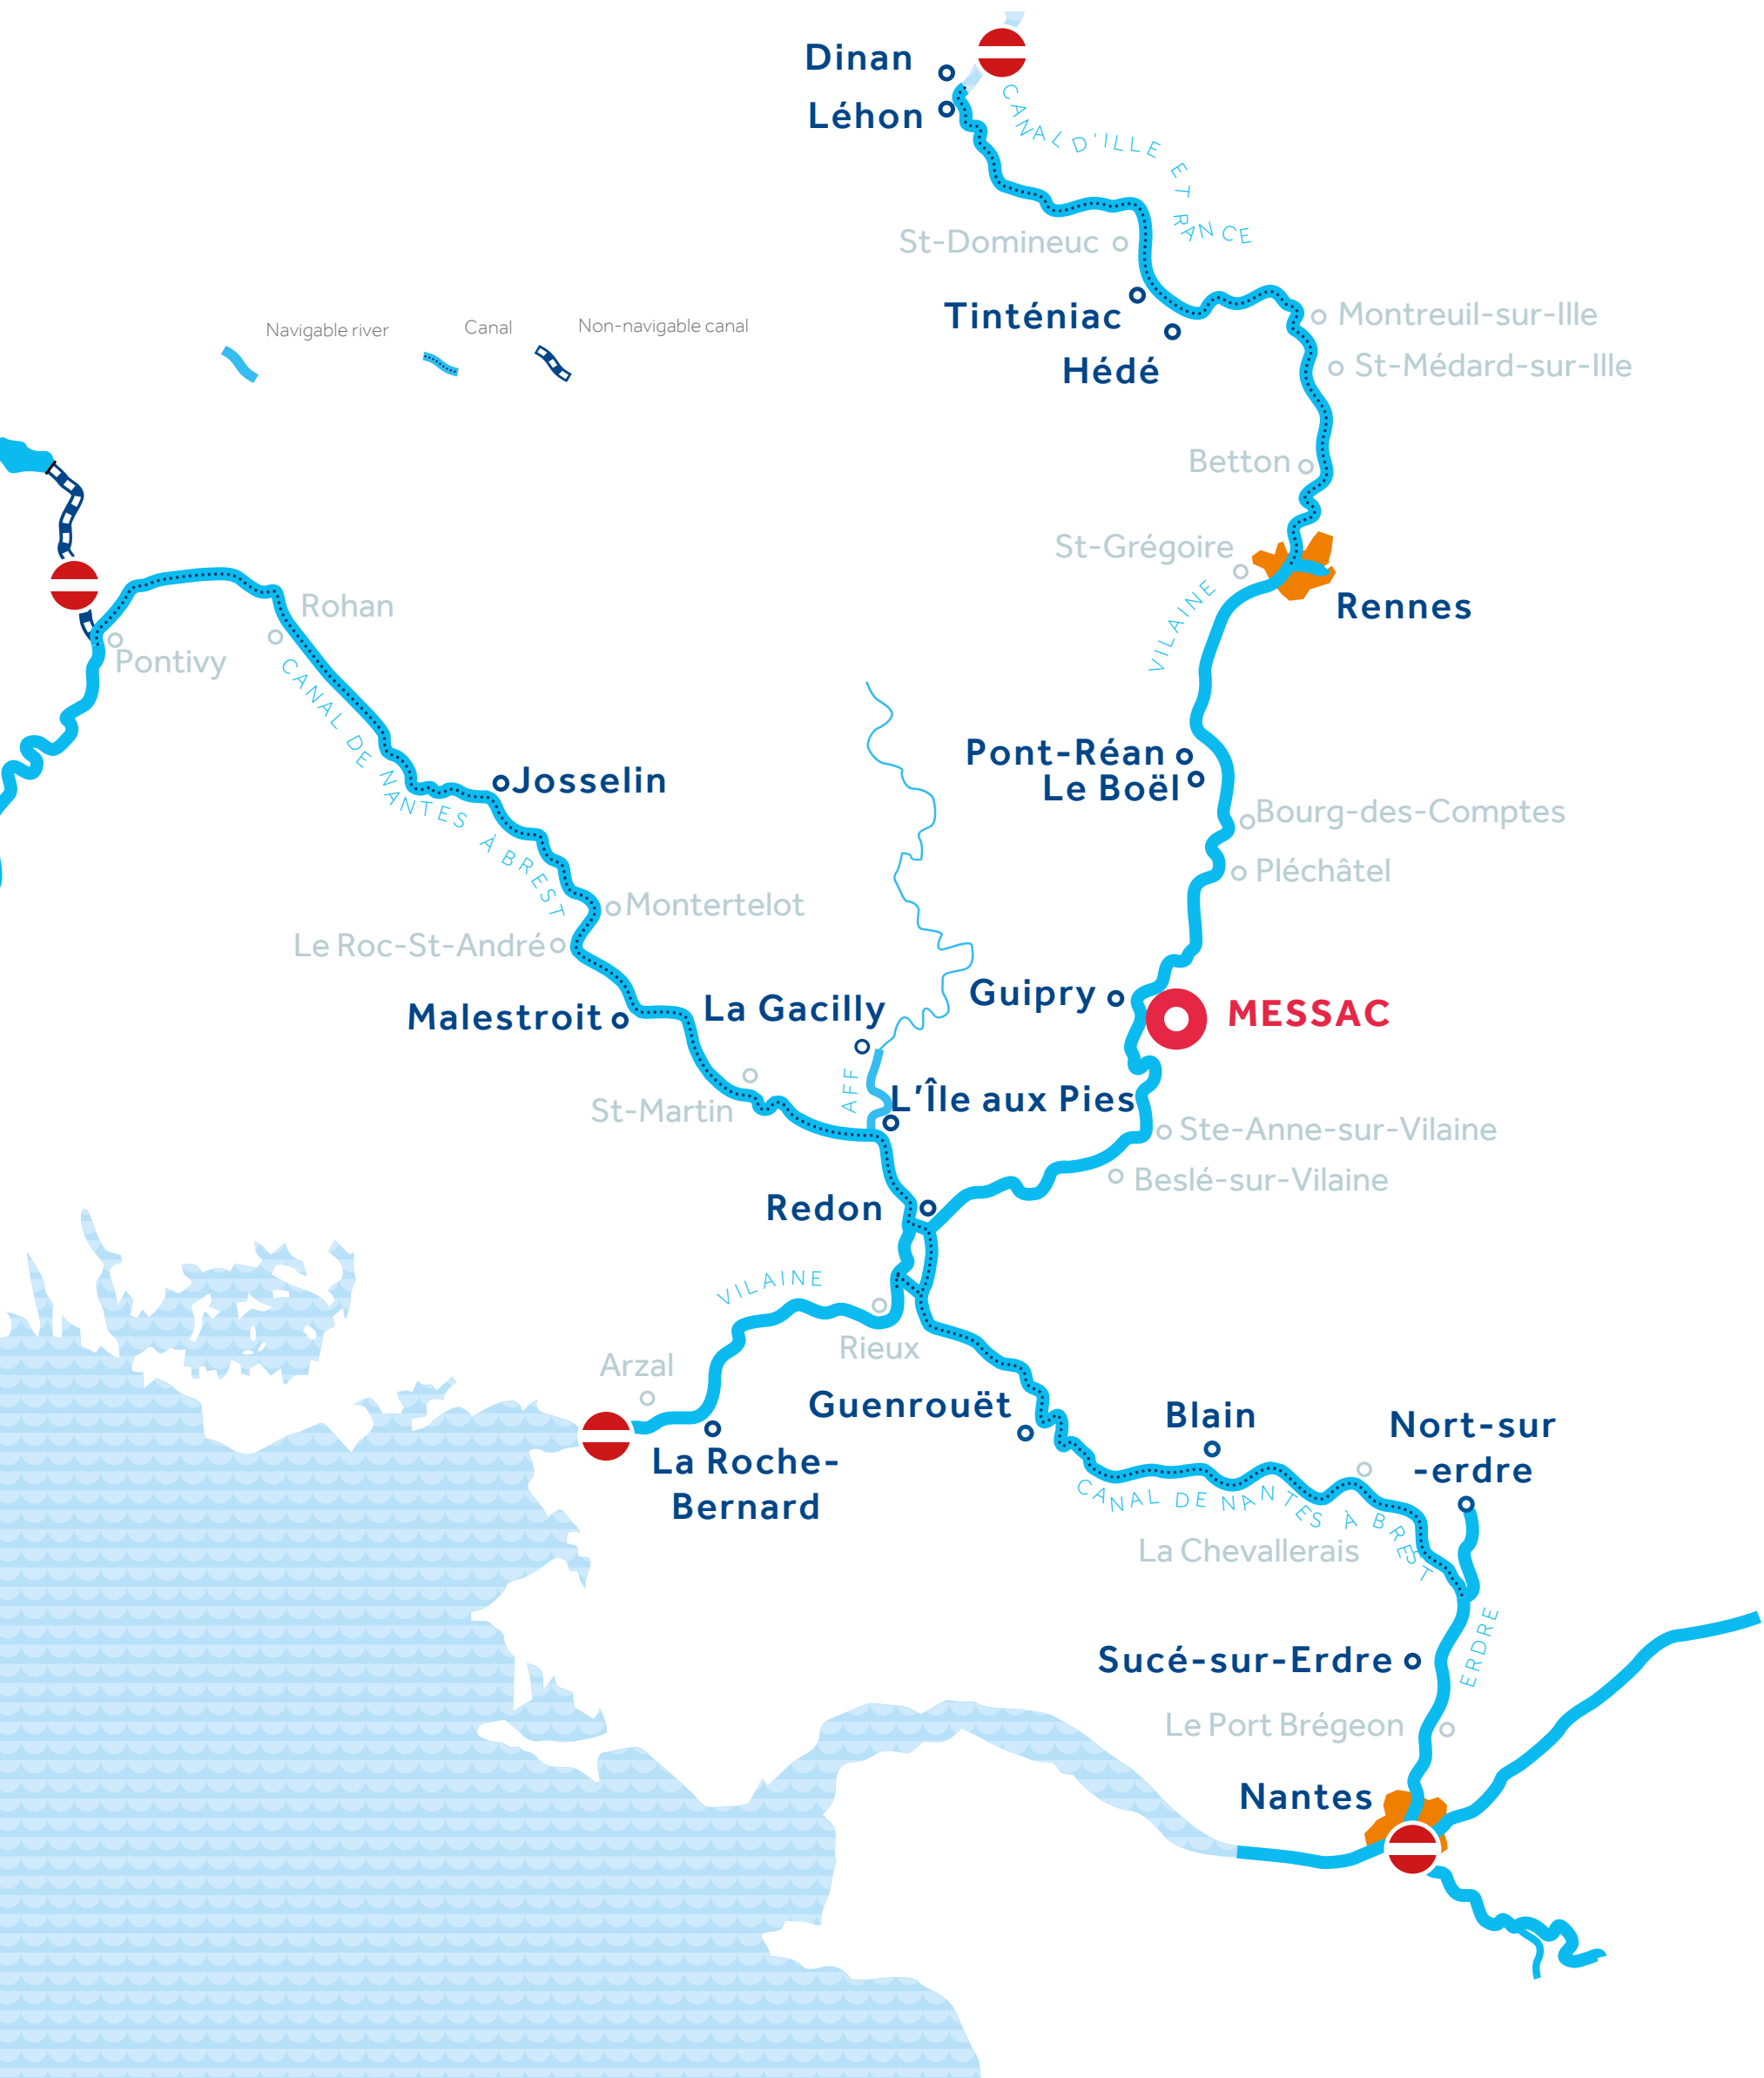 Dinan
Léhon
CANAL D'ILLE ET RANCE
St-Domineuc
Tinténiac
Montreuil-sur-Ille
Navigable river
Canal
Non-navigable canal
Hédé
St-Médard-sur-Ille
Betton
St-Grégoire
Rennes
VILAINE
Rohan
Pontivy
CANAL DE NANTES À BREST
Pont-Réan
Josselin
Le Boël
Bourg-des-Comptes
Pléchâtel
Montertelot
Le Roc-St-André
Guipry
Malestroit
La Gacilly
MESSAC
AFF
L'Île aux Pies
St-Martin
Ste-Anne-sur-Vilaine
Beslé-sur-Vilaine
Redon
VILAINE
Rieux
Arzal
Guenrouët
Blain
Nort-sur
-erdre
La Roche-
Bernard
CANAL DE NANTES À BREST
La Chevallerais
ERDRE
Sucé-sur-Erdre
Le Port Brégeon
Nantes